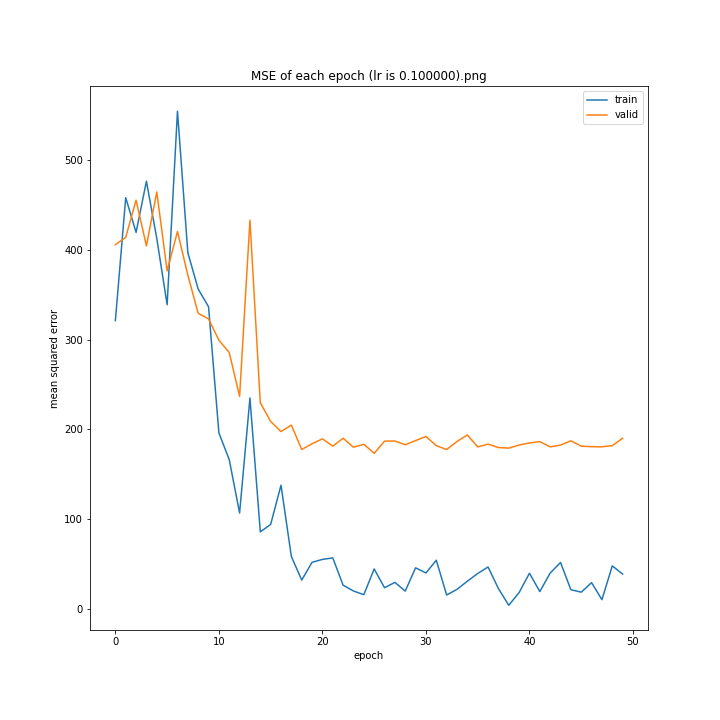 MSE of each epoch (lr is 0.100000).png
train
valid
500
400
300
200
100
0
mean squared error
0 10 20 30 40 50
epoch